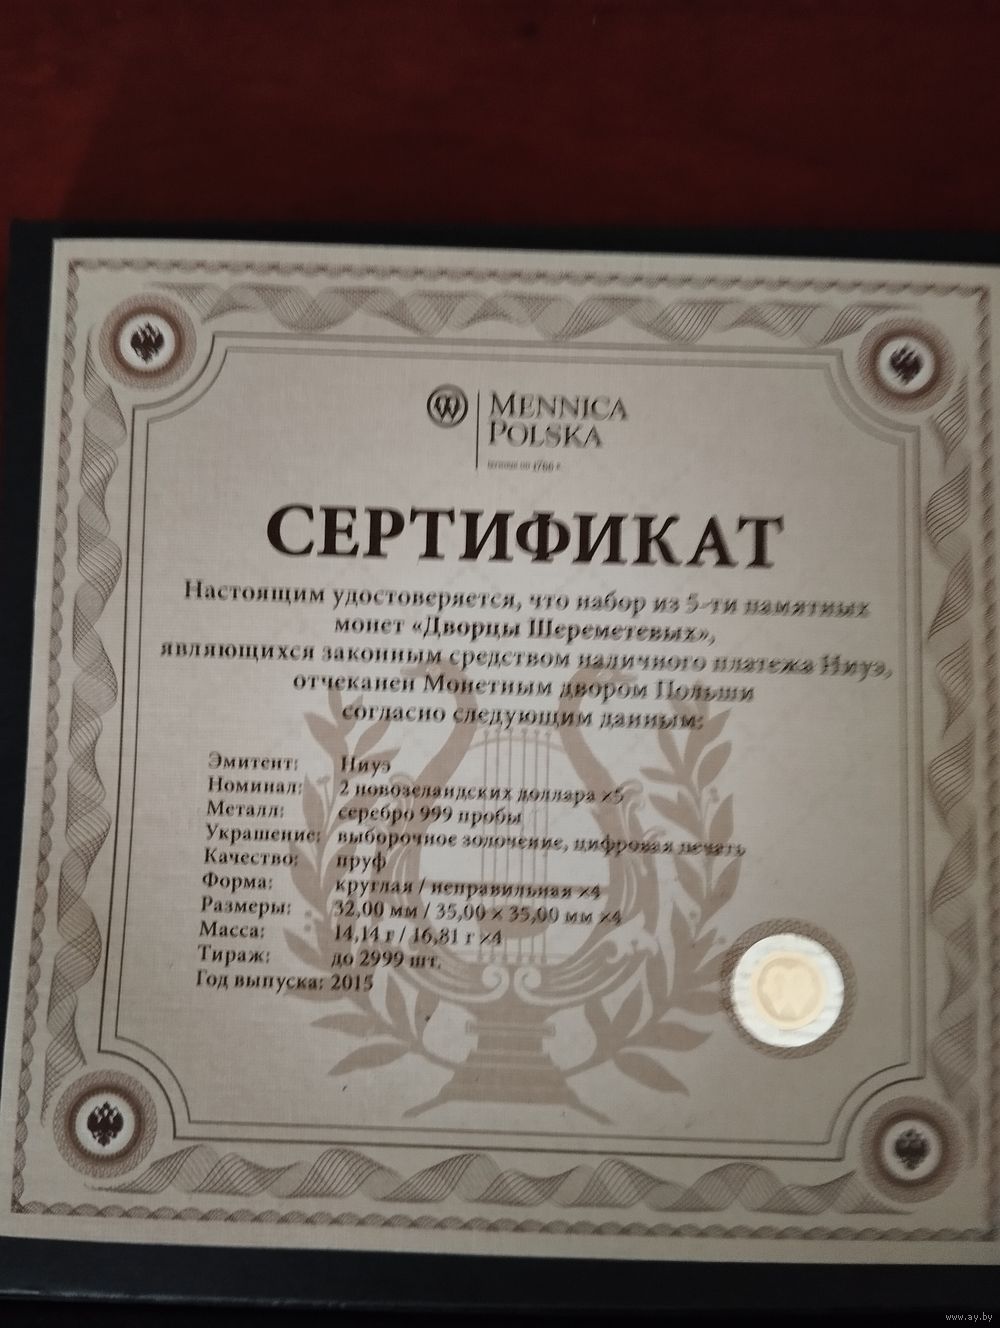 MENNICA
POLSKA
СЕРТИФИКАТ
Настоящим удостоверяется, что набор из 5-ти памятных
монет «Дворцы Шереметевых»,
являющихся законным средством наличного платежа Ниуэ,
отчеканен Монетным двором Польши
согласно следующим данным:
Эмитент: Ниуэ
Номинал: 2 новозеландских доллара ×5
Металл: серебро 999 пробы
Украшение: выборочное золочение, цифровая печать
Качество: пруф
Форма: круглая / неправильная ×4
Размеры: 32,00 мм / 35,00 × 35,00 мм ×4
Масса: 14,14 г / 16,81 г ×4
Тираж: до 2999 шт.
Год выпуска: 2015
www.ay.by